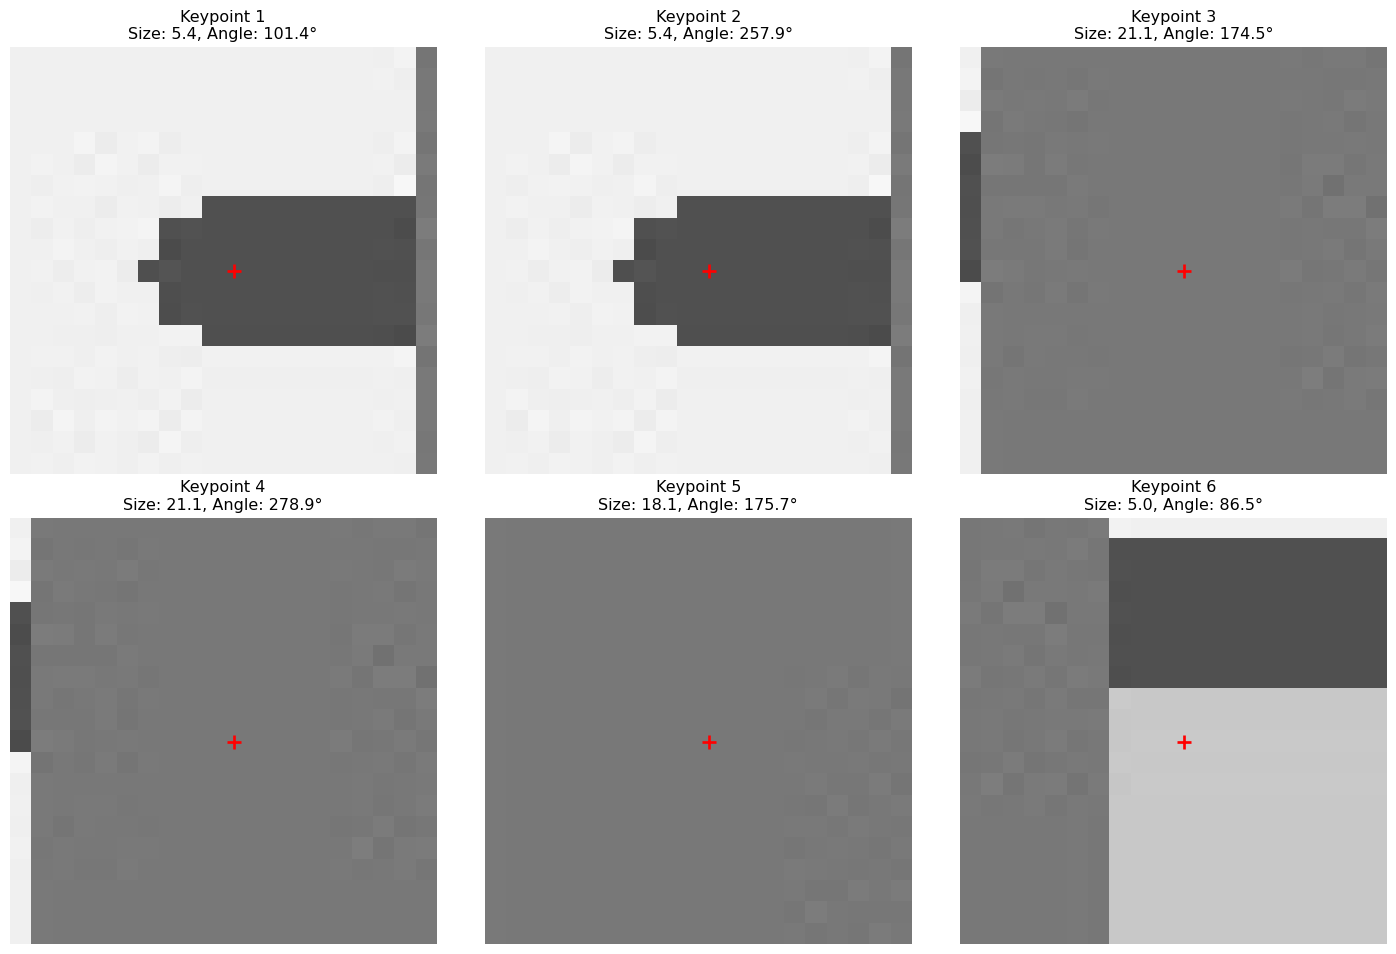 Keypoint 1
Size: 5.4, Angle: 101.4°
Keypoint 2
Size: 5.4, Angle: 257.9°
Keypoint 3
Size: 21.1, Angle: 174.5°
Keypoint 4
Size: 21.1, Angle: 278.9°
Keypoint 5
Size: 18.1, Angle: 175.7°
Keypoint 6
Size: 5.0, Angle: 86.5°